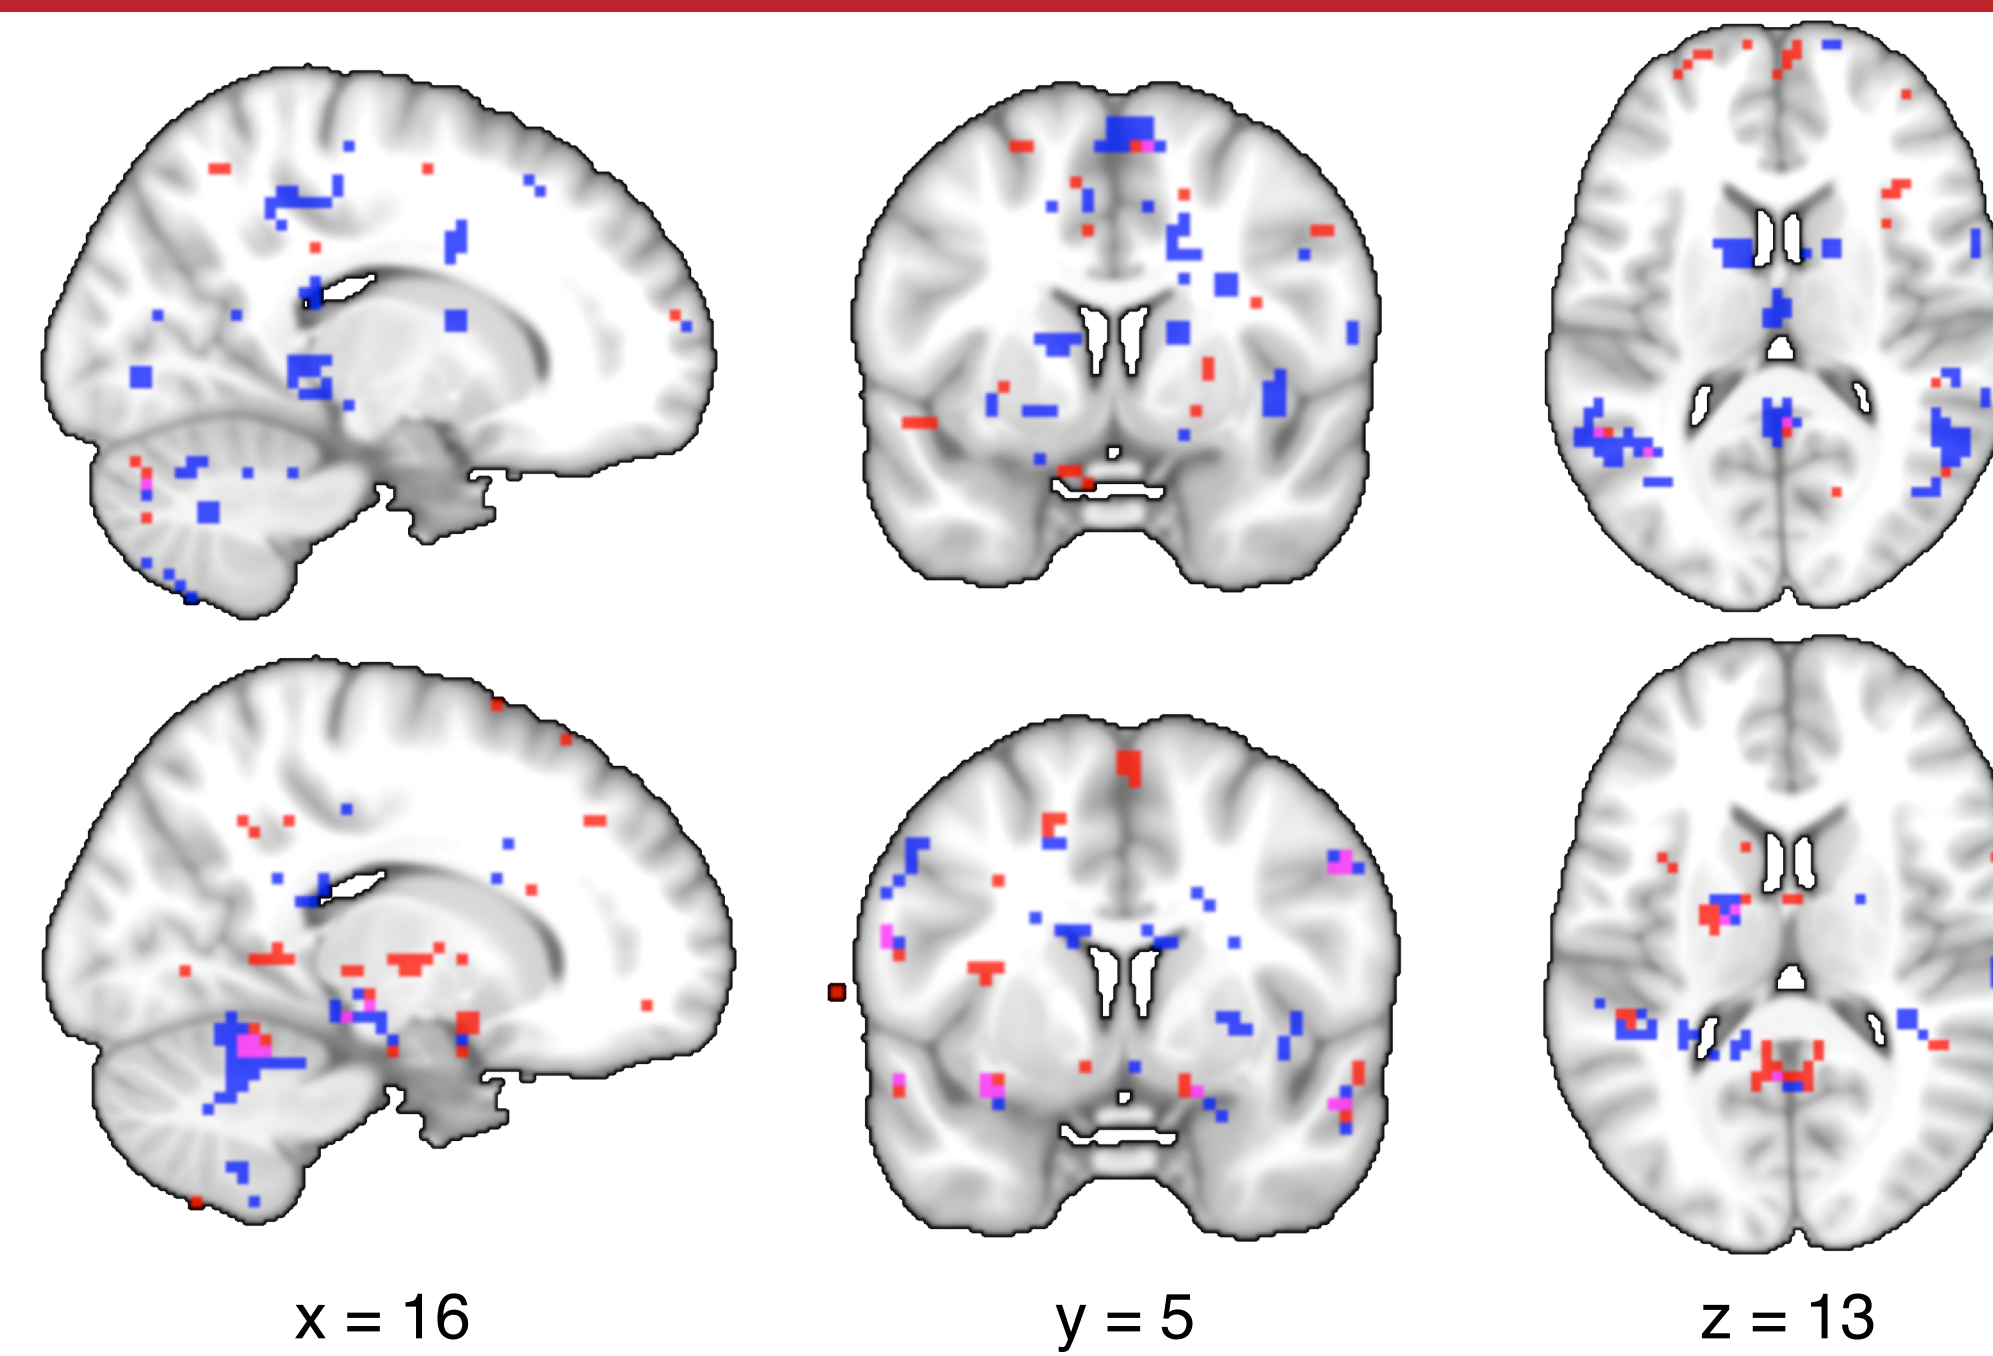 x = 16
y = 5
z = 13